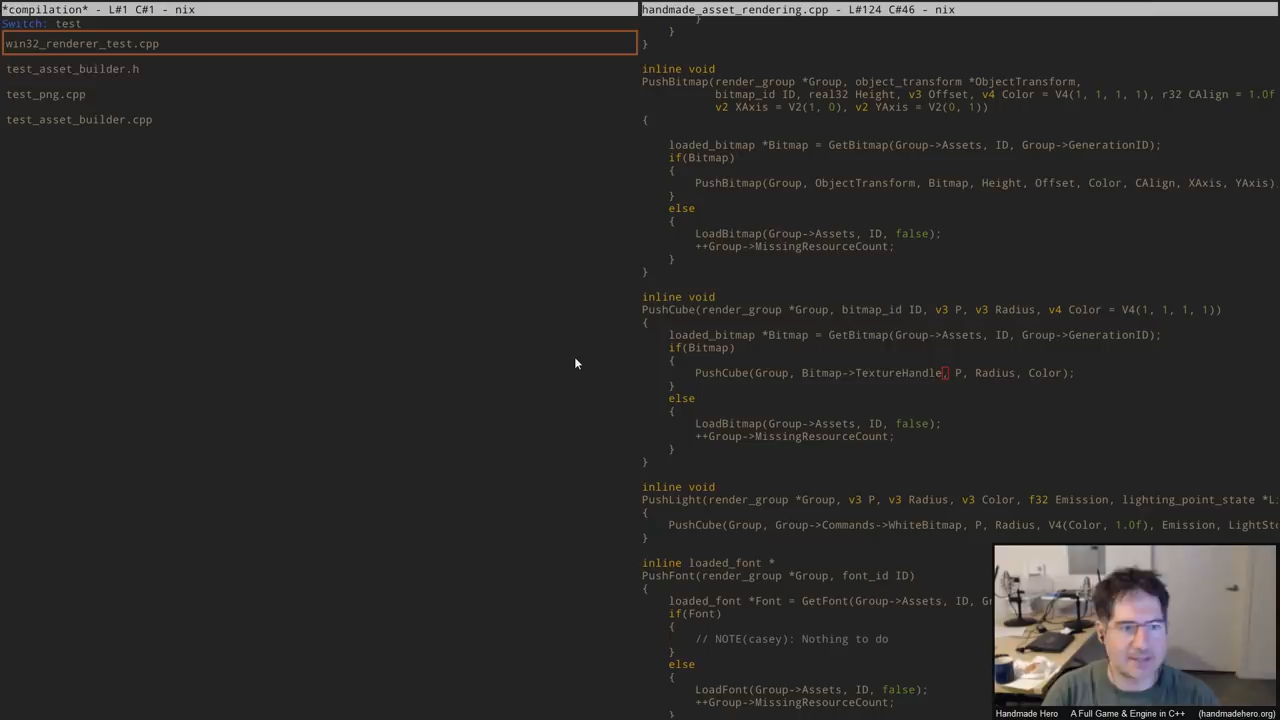 *compilation* - L#1 C#1 - nix
Switch: test
win32_renderer_test.cpp
test_asset_builder.h
test_png.cpp
test_asset_builder.cpp
handmade_asset_rendering.cpp - L#124 C#46 - nix
}
}
}
inline void
PushBitmap(render_group *Group, object_transform *ObjectTransform,
bitmap_id ID, real32 Height, v3 Offset, v4 Color = V4(1, 1, 1, 1), r32 CAlign = 1.0f
v2 XAxis = V2(1, 0), v2 YAxis = V2(0, 1))
{
loaded_bitmap *Bitmap = GetBitmap(Group->Assets, ID, Group->GenerationID);
if(Bitmap)
{
PushBitmap(Group, ObjectTransform, Bitmap, Height, Offset, Color, CAlign, XAxis, YAxis)
}
else
{
LoadBitmap(Group->Assets, ID, false);
++Group->MissingResourceCount;
}
}
inline void
PushCube(render_group *Group, bitmap_id ID, v3 P, v3 Radius, v4 Color = V4(1, 1, 1, 1))
{
loaded_bitmap *Bitmap = GetBitmap(Group->Assets, ID, Group->GenerationID);
if(Bitmap)
{
PushCube(Group, Bitmap->TextureHandle, P, Radius, Color);
}
else
{
LoadBitmap(Group->Assets, ID, false);
++Group->MissingResourceCount;
}
}
inline void
PushLight(render_group *Group, v3 P, v3 Radius, v3 Color, f32 Emission, lighting_point_state *L
{
PushCube(Group, Group->Commands->WhiteBitmap, P, Radius, V4(Color, 1.0f), Emission, LightSto
}
inline loaded_font *
PushFont(render_group *Group, font_id ID)
{
loaded_font *Font = GetFont(Group->Assets, ID, Gr
if(Font)
{
// NOTE(casey): Nothing to do
}
else
{
LoadFont(Group->Assets, ID, false);
++Group->MissingResourceCount;
}
Handmade Hero A Full Game & Engine in C++ (handmadehero.org)